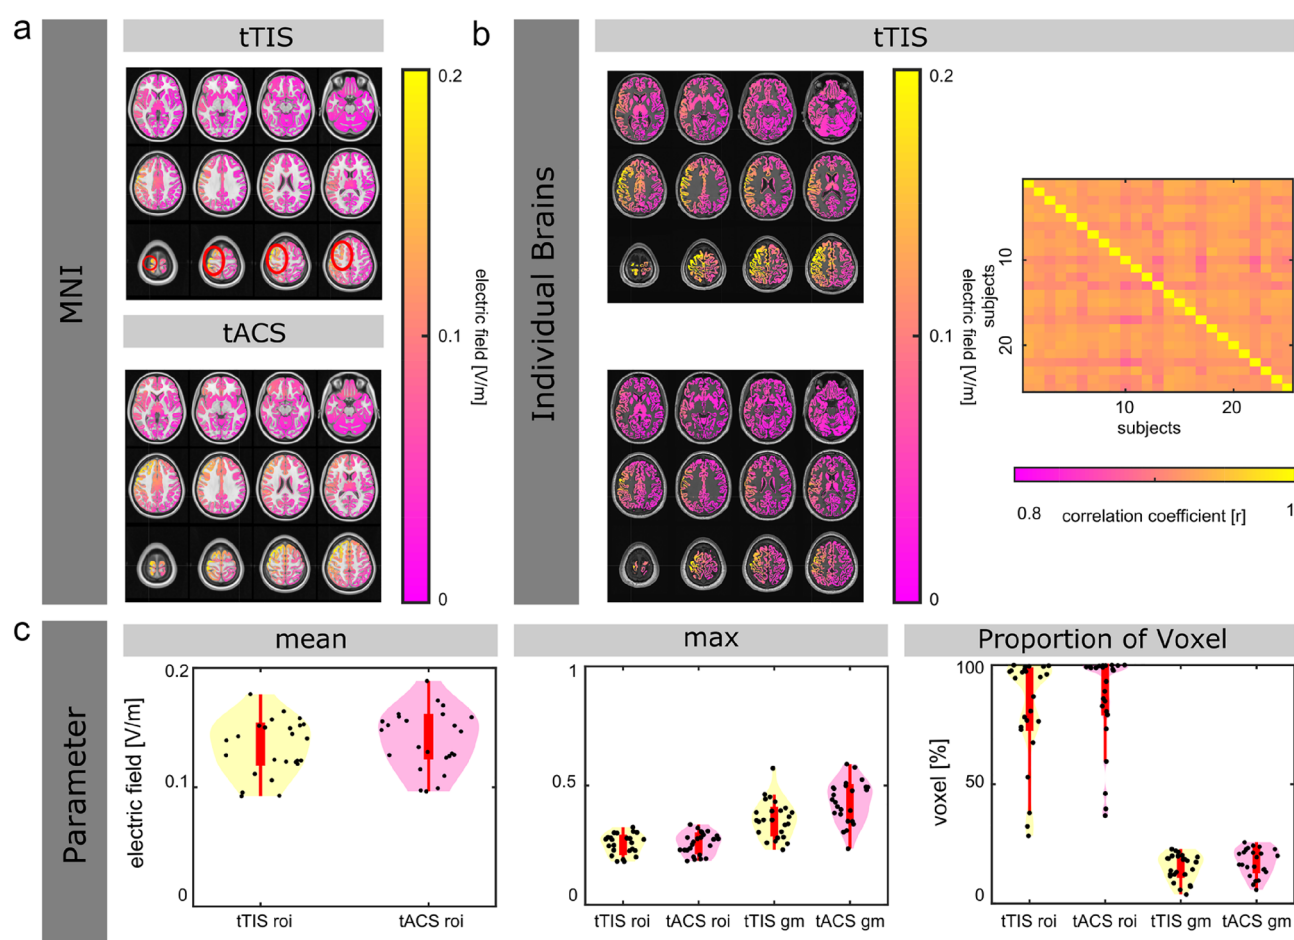 a
MNI
tTIS
0.2
0.1
0
electric field [V/m]
tACS
b
Individual Brains
tTIS
0.2
0.1
0
electric field [V/m]
subjects
10
20
10
20
subjects
0.8
correlation coefficient [r]
1
c
Parameter
mean
electric field [V/m]
0.2
0.1
0
tTIS roi
tACS roi
max
1
0.5
0
tTIS roi
tACS roi
tTIS gm
tACS gm
Proportion of Voxel
voxel [%]
100
50
0
tTIS roi
tACS roi
tTIS gm
tACS gm